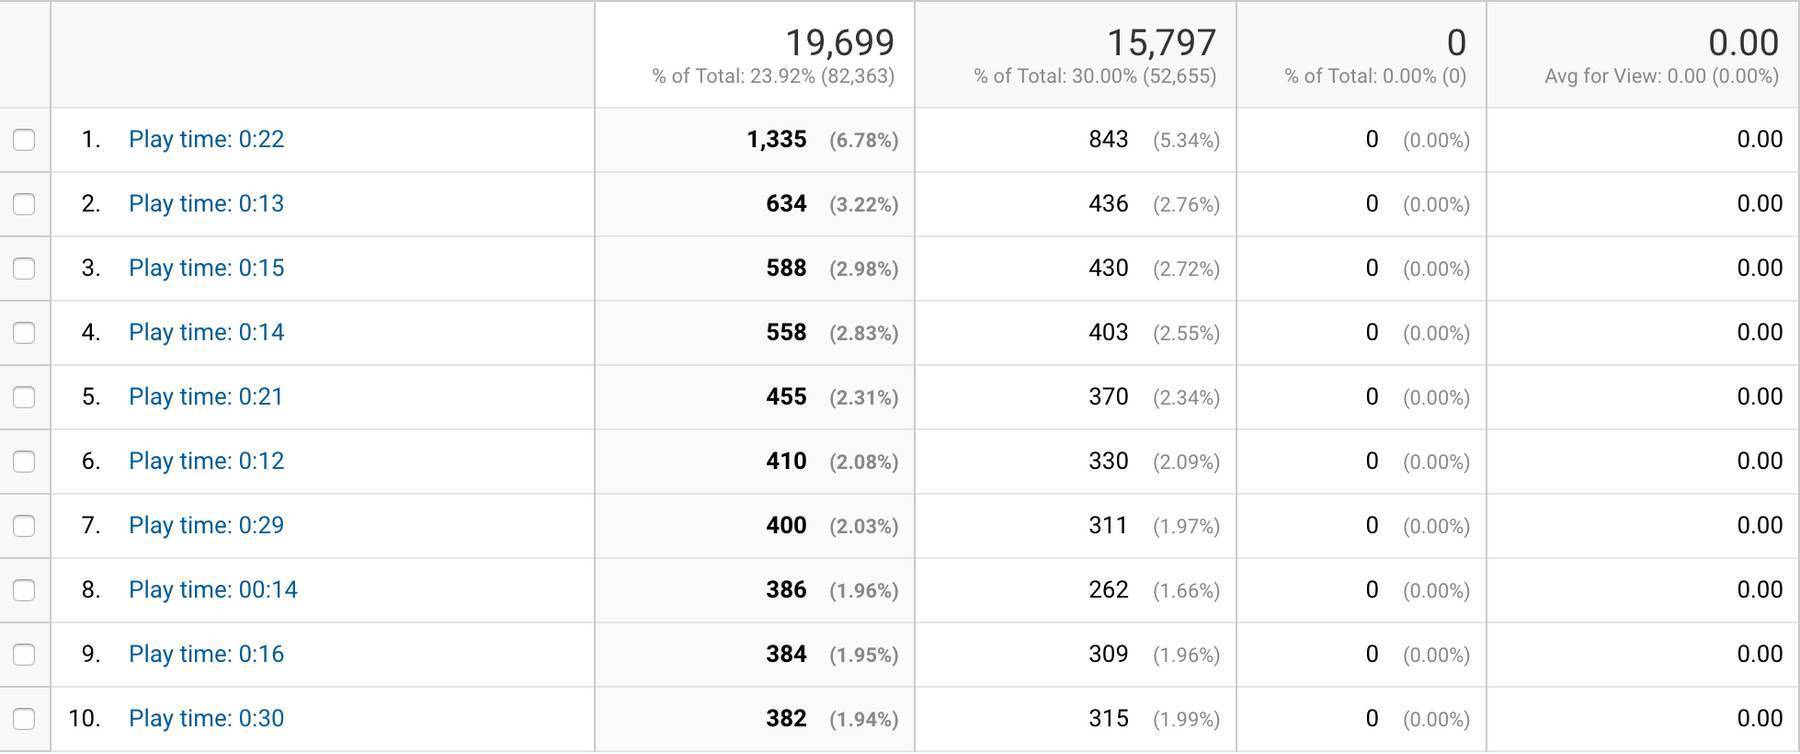 19,699 15,797 0 0.00
% of Total: 23.92% (82,363) % of Total: 30.00% (52,655) % of Total: 0.00% (0) Avg for View: 0.00 (0.00%)
1. Play time: 0:22 1,335 (6.78%) 843 (5.34%) 0 (0.00%) 0.00
2. Play time: 0:13 634 (3.22%) 436 (2.76%) 0 (0.00%) 0.00
3. Play time: 0:15 588 (2.98%) 430 (2.72%) 0 (0.00%) 0.00
4. Play time: 0:14 558 (2.83%) 403 (2.55%) 0 (0.00%) 0.00
5. Play time: 0:21 455 (2.31%) 370 (2.34%) 0 (0.00%) 0.00
6. Play time: 0:12 410 (2.08%) 330 (2.09%) 0 (0.00%) 0.00
7. Play time: 0:29 400 (2.03%) 311 (1.97%) 0 (0.00%) 0.00
8. Play time: 00:14 386 (1.96%) 262 (1.66%) 0 (0.00%) 0.00
9. Play time: 0:16 384 (1.95%) 309 (1.96%) 0 (0.00%) 0.00
10. Play time: 0:30 382 (1.94%) 315 (1.99%) 0 (0.00%) 0.00